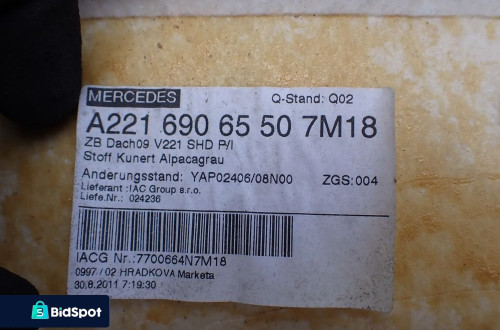 MERCEDES Q-Stand: Q02
A221 690 65 50 7M18
ZB Dach09 V221 SHD P/I
Stoff Kunert Alpacagrau
Anderungsstand: YAP02406/08N00 ZGS:004
Lieferant :IAC Group s.r.o.
Liefe.Nr.: 024236
IACG Nr.:7700664N7M18
0997 / 02 HRADKOVA Marketa
30.8.2011 7:19:30
BidSpot